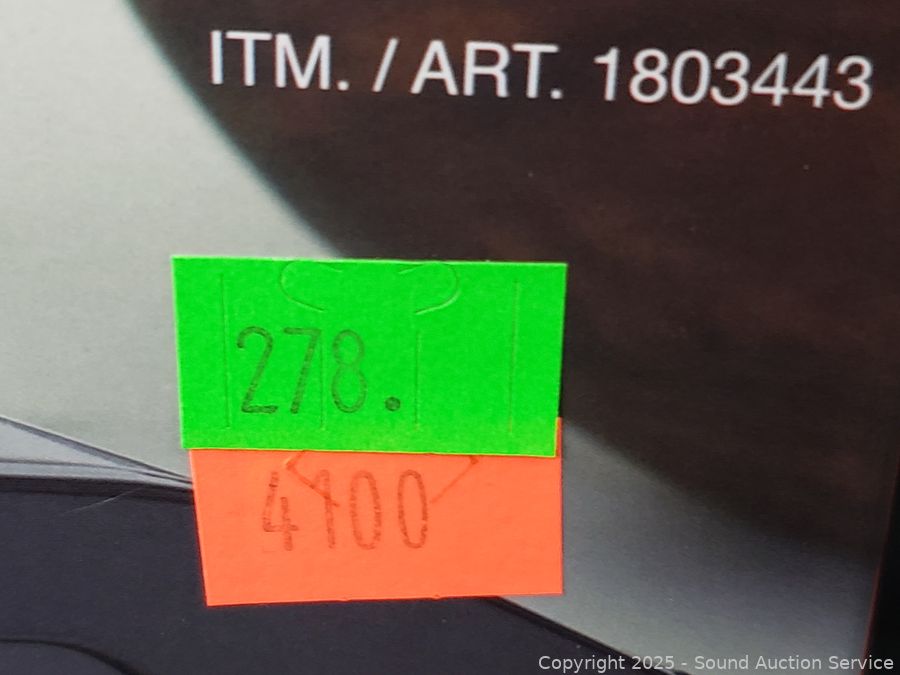 ITM. / ART. 1803443
278.
4100
Copyright 2025 - Sound Auction Service